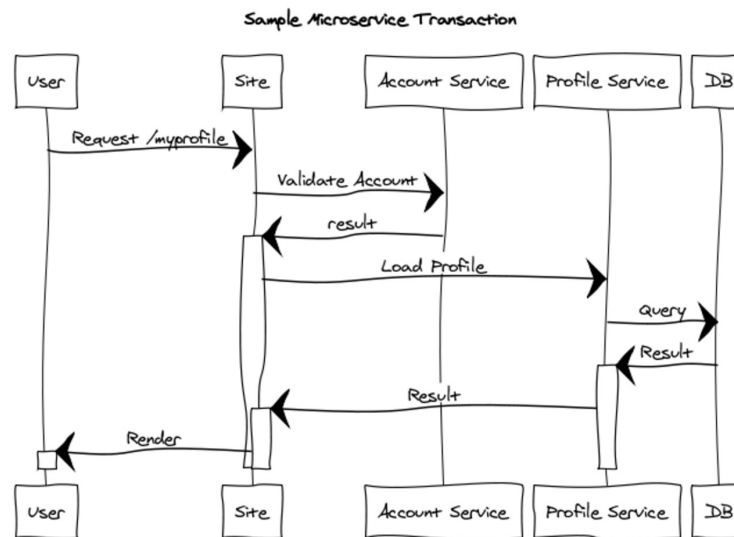 Sample Microservice Transaction
User Site Account Service Profile Service DB
Request /myprofile
Validate Account
result
Load Profile
Query
Result
Result
Render
User Site Account Service Profile Service DB